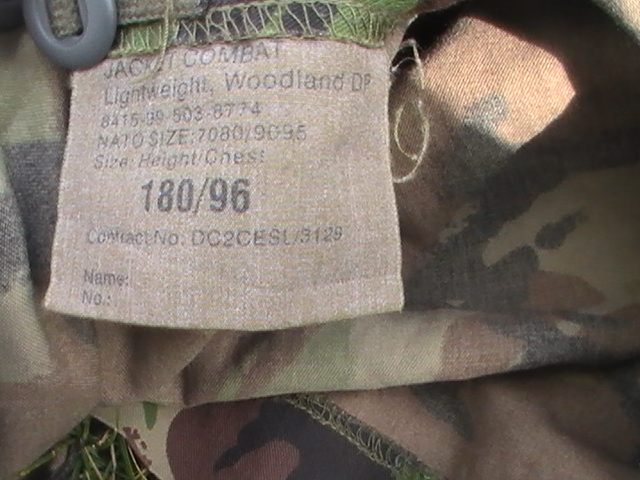 JACKET COMBAT
Lightweight, Woodland DP
8415-99-503-8774
NATO SIZE:7080/9095
Size: Height/Chest
180/96
Contract No: DC2CESL/3129
Name:
No.: